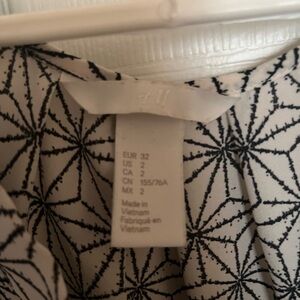 H&M
EUR 32
US 2
CA 2
CN 155/76A
MX 2
Made in
Vietnam
Fabriqué en
Vietnam